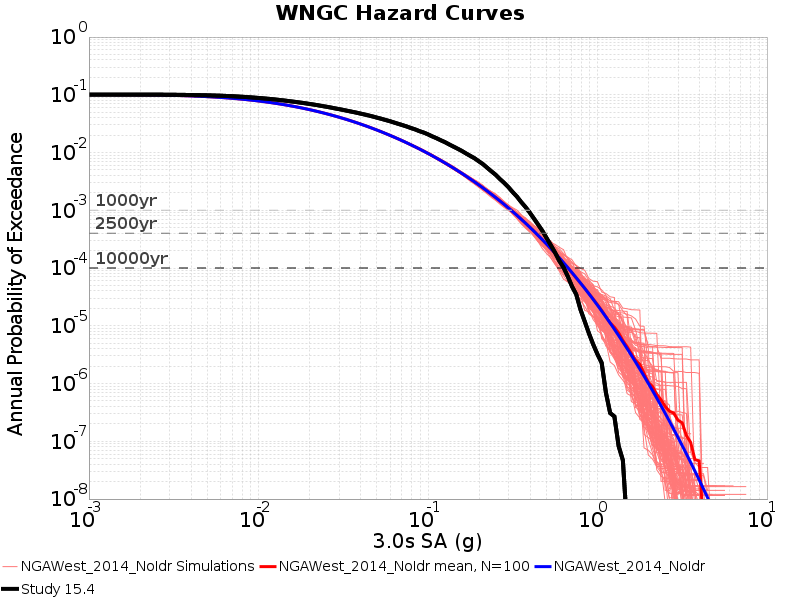 WNGC Hazard Curves
Annual Probability of Exceedance
10^0
10^-1
10^-2
10^-3
10^-4
10^-5
10^-6
10^-7
10^-8
1000yr
2500yr
10000yr
10^-3 10^-2 10^-1 10^0 10^1
3.0s SA (g)
NGAWest_2014_NoIdr Simulations NGAWest_2014_NoIdr mean, N=100 NGAWest_2014_NoIdr
Study 15.4